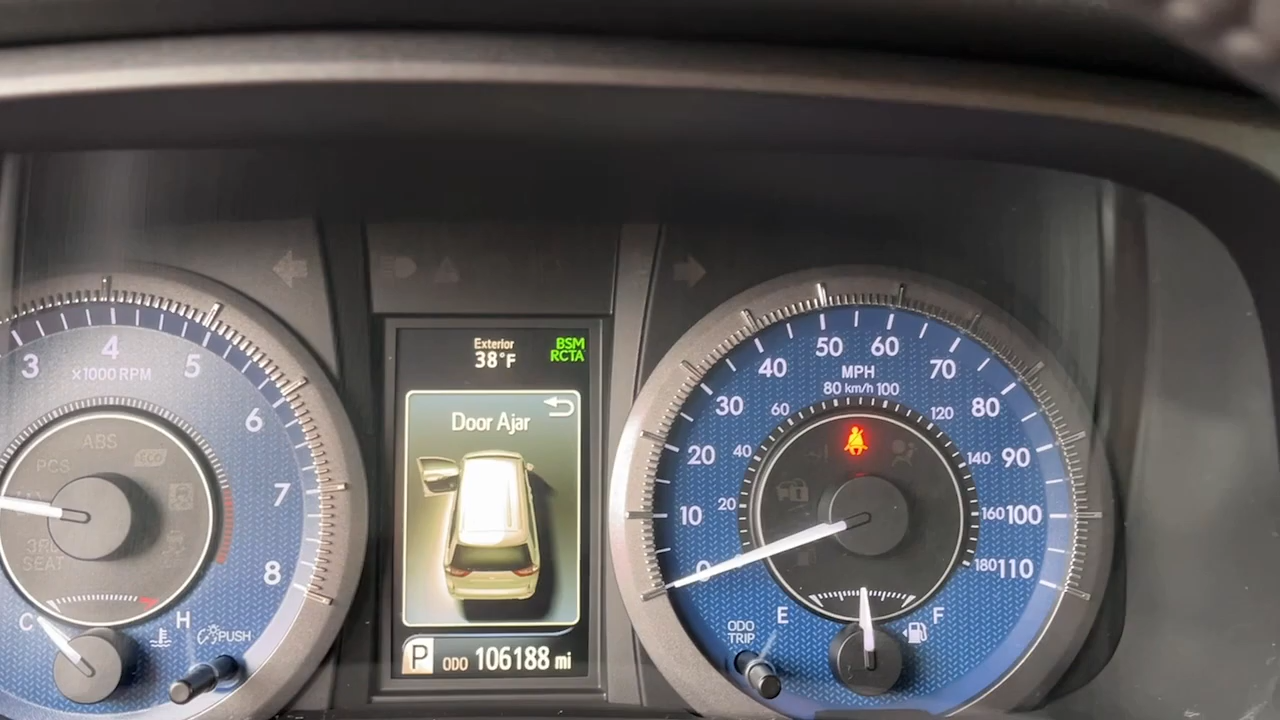 3 4 5 6 7 8
×1000 RPM
ABS
PCS
ECO
3RD
SEAT
C H
PUSH
Exterior
38°F
BSM
RCTA
Door Ajar
P ODO 106188 mi
0 10 20 30 40 50 60 70 80 90 100 110
MPH
80 km/h 100
20 40 60 120 140 160 180
ODO
TRIP
E F